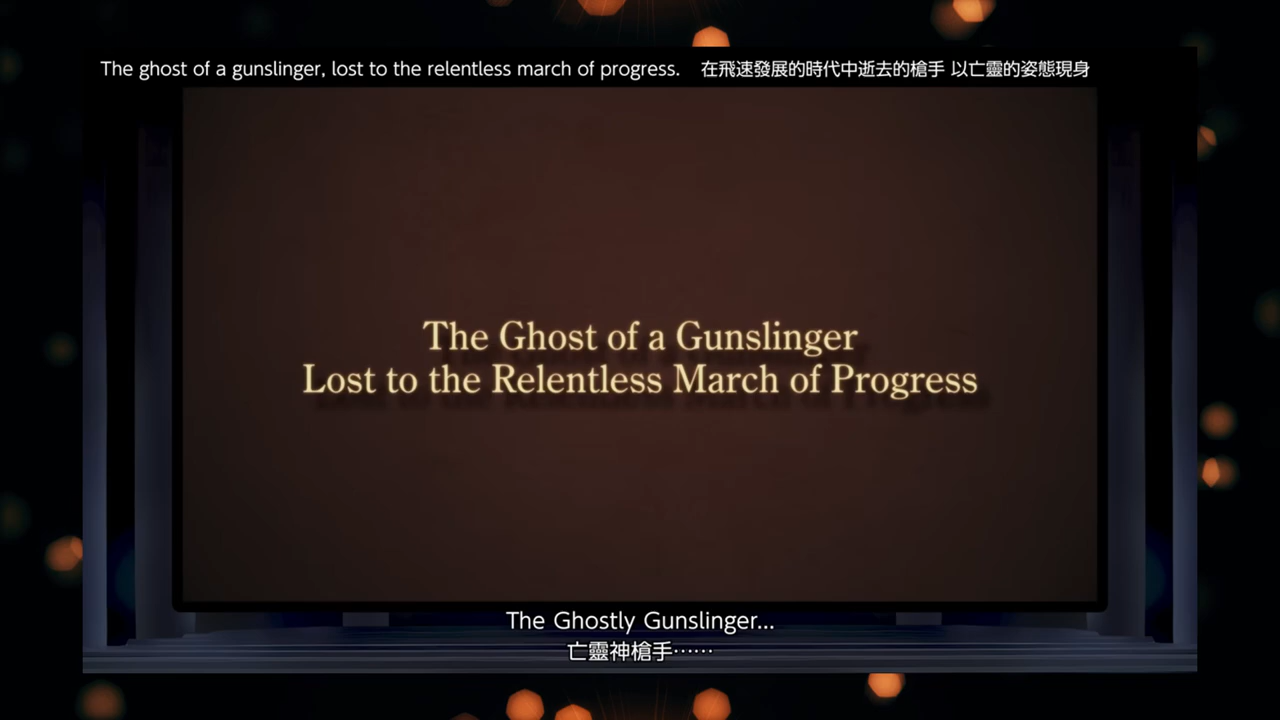 The ghost of a gunslinger, lost to the relentless march of progress. 在飛速發展的時代中逝去的槍手 以亡靈的姿態現身
The Ghost of a Gunslinger
Lost to the Relentless March of Progress
The Ghostly Gunslinger...
亡靈神槍手⋯⋯